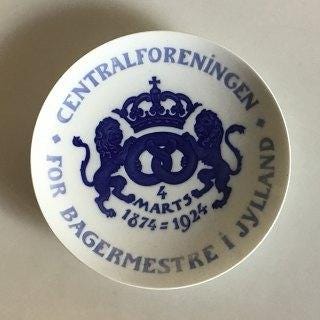 CENTRALFORENINGEN
FOR BAGERMESTRE I JYLLAND
4
MARTS
1874=1924